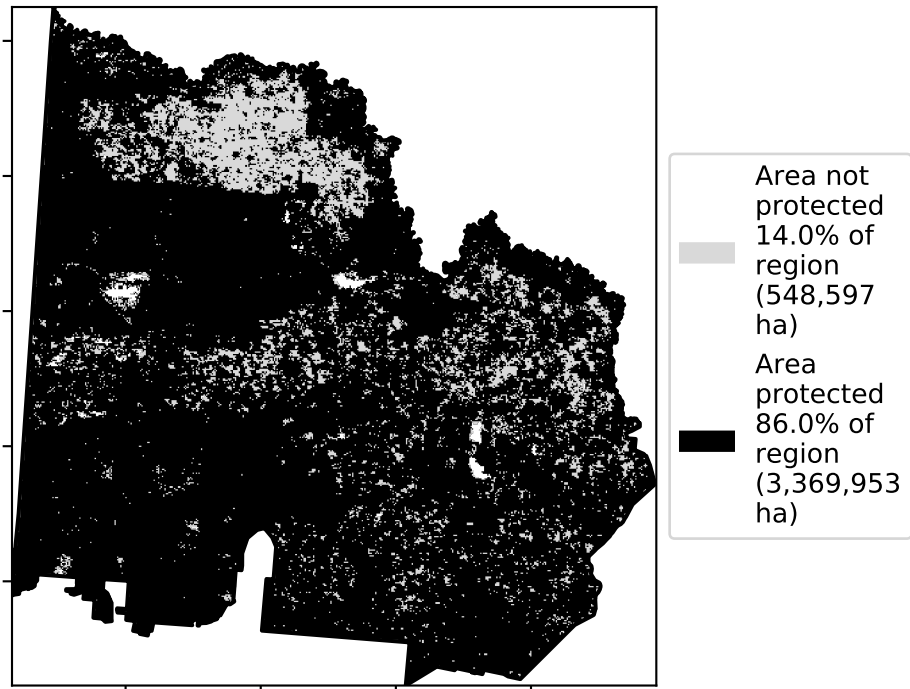 Area not
protected
14.0% of
region
(548,597
ha)
Area
protected
86.0% of
region
(3,369,953
ha)